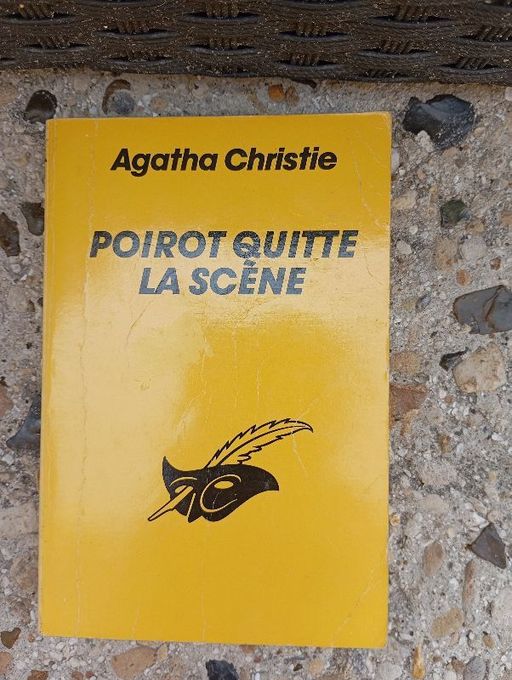 Agatha Christie
POIROT QUITTE
LA SCÈNE